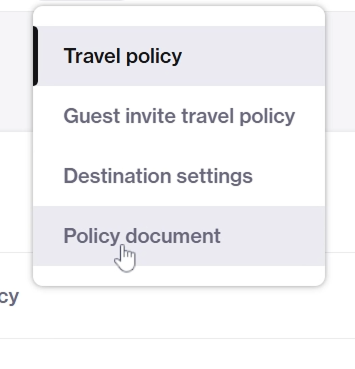 Travel policy
Guest invite travel policy
Destination settings
Policy document
cy